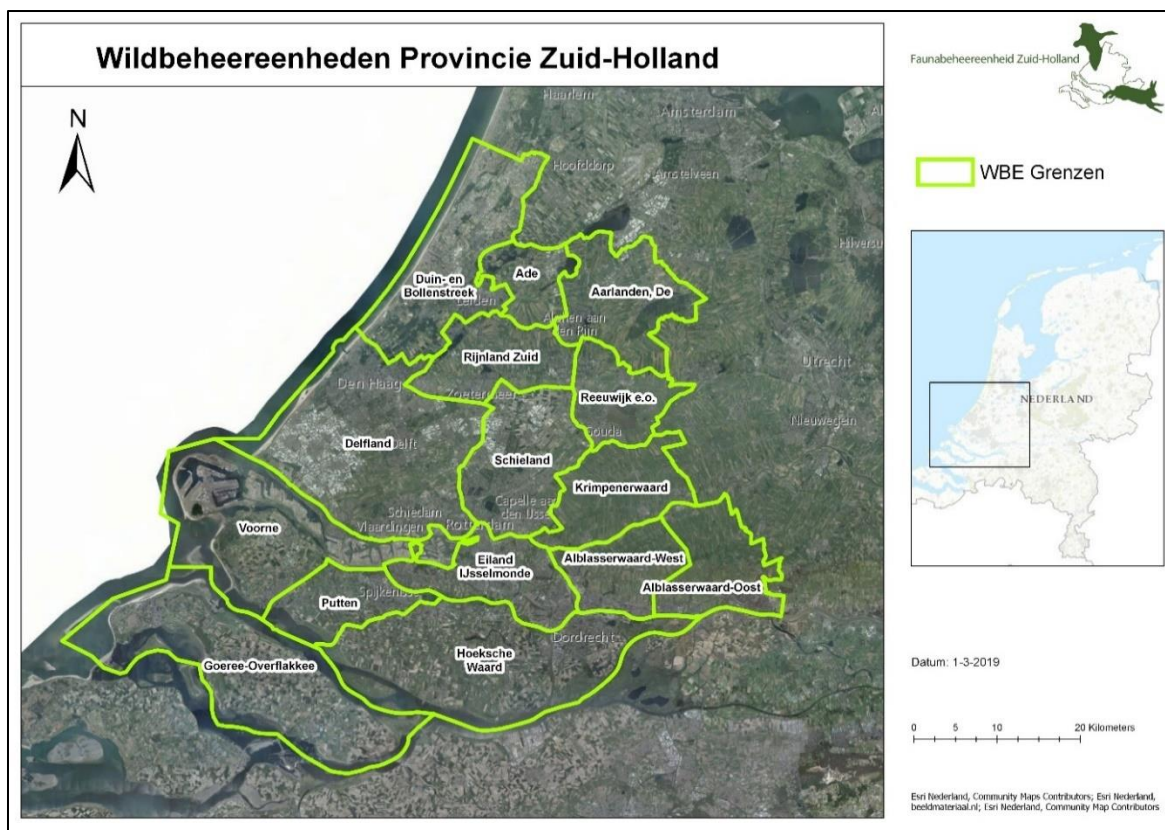 Wildbeheereenheden Provincie Zuid-Holland
Faunabeheereenheid Zuid-Holland
N
WBE Grenzen
Haarlem
Amsterdam
Hoofddorp
Amstelveen
Hilversu
Duin- en
Bollenstreek
Leiden
Ade
Aarlanden, De
Alphen aan
den Rijn
Rijnland Zuid
Utrecht
Den Haag
Zoetermeer
Reeuwijk e.o.
Nieuwegen
Gouda
Delfland
Delft
Schieland
Krimpenerwaard
Capelle aan
den IJssel
Schiedam
Vlaardingen
Rotterdam
Voorne
Eiland
IJsselmonde
Alblasserwaard-West
Alblasserwaard-Oost
Putten
Spijkenisse
Dordrecht
Hoeksche
Waard
Goeree-Overflakkee
NEDERLAND
Datum: 1-3-2019
0 5 10 20 Kilometers
Esri Nederland, Community Maps Contributors; Esri Nederland,
beeldmateriaal.nl; Esri Nederland, Community Map Contributors